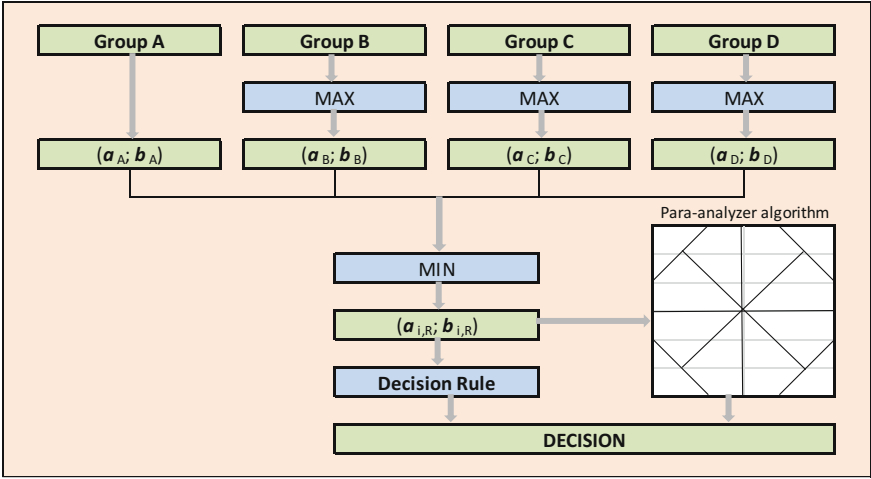 Group A Group B Group C Group D
MAX MAX MAX
(a A; b A) (a B; b B) (a C; b C) (a D; b D)
Para-analyzer algorithm
MIN
(a i,R; b i,R)
Decision Rule
DECISION